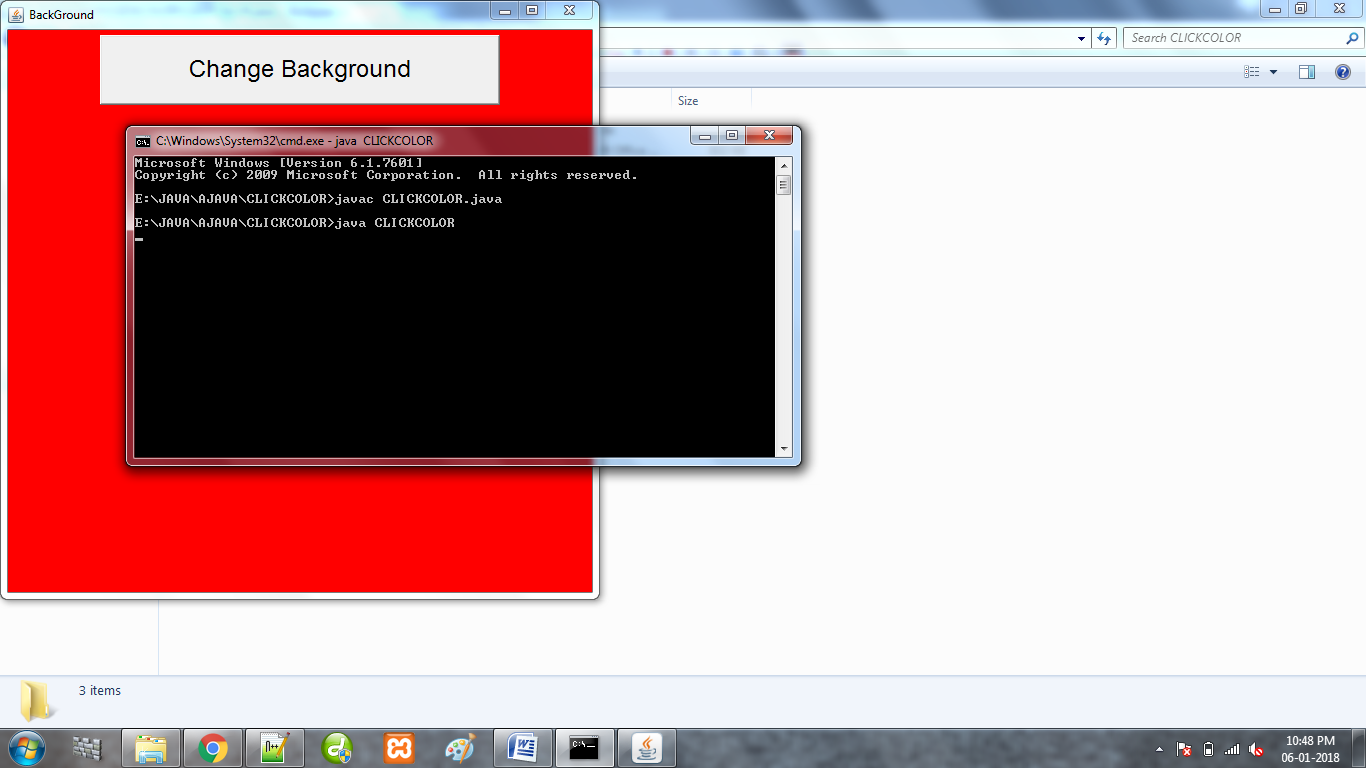 BackGround
Change Background
Search CLICKCOLOR
Size
C:\Windows\System32\cmd.exe - java  CLICKCOLOR
Microsoft Windows [Version 6.1.7601]
Copyright (c) 2009 Microsoft Corporation.  All rights reserved.
E:\JAVA\AJAVA\CLICKCOLOR>javac CLICKCOLOR.java
E:\JAVA\AJAVA\CLICKCOLOR>java CLICKCOLOR
3 items
10:48 PM
06-01-2018